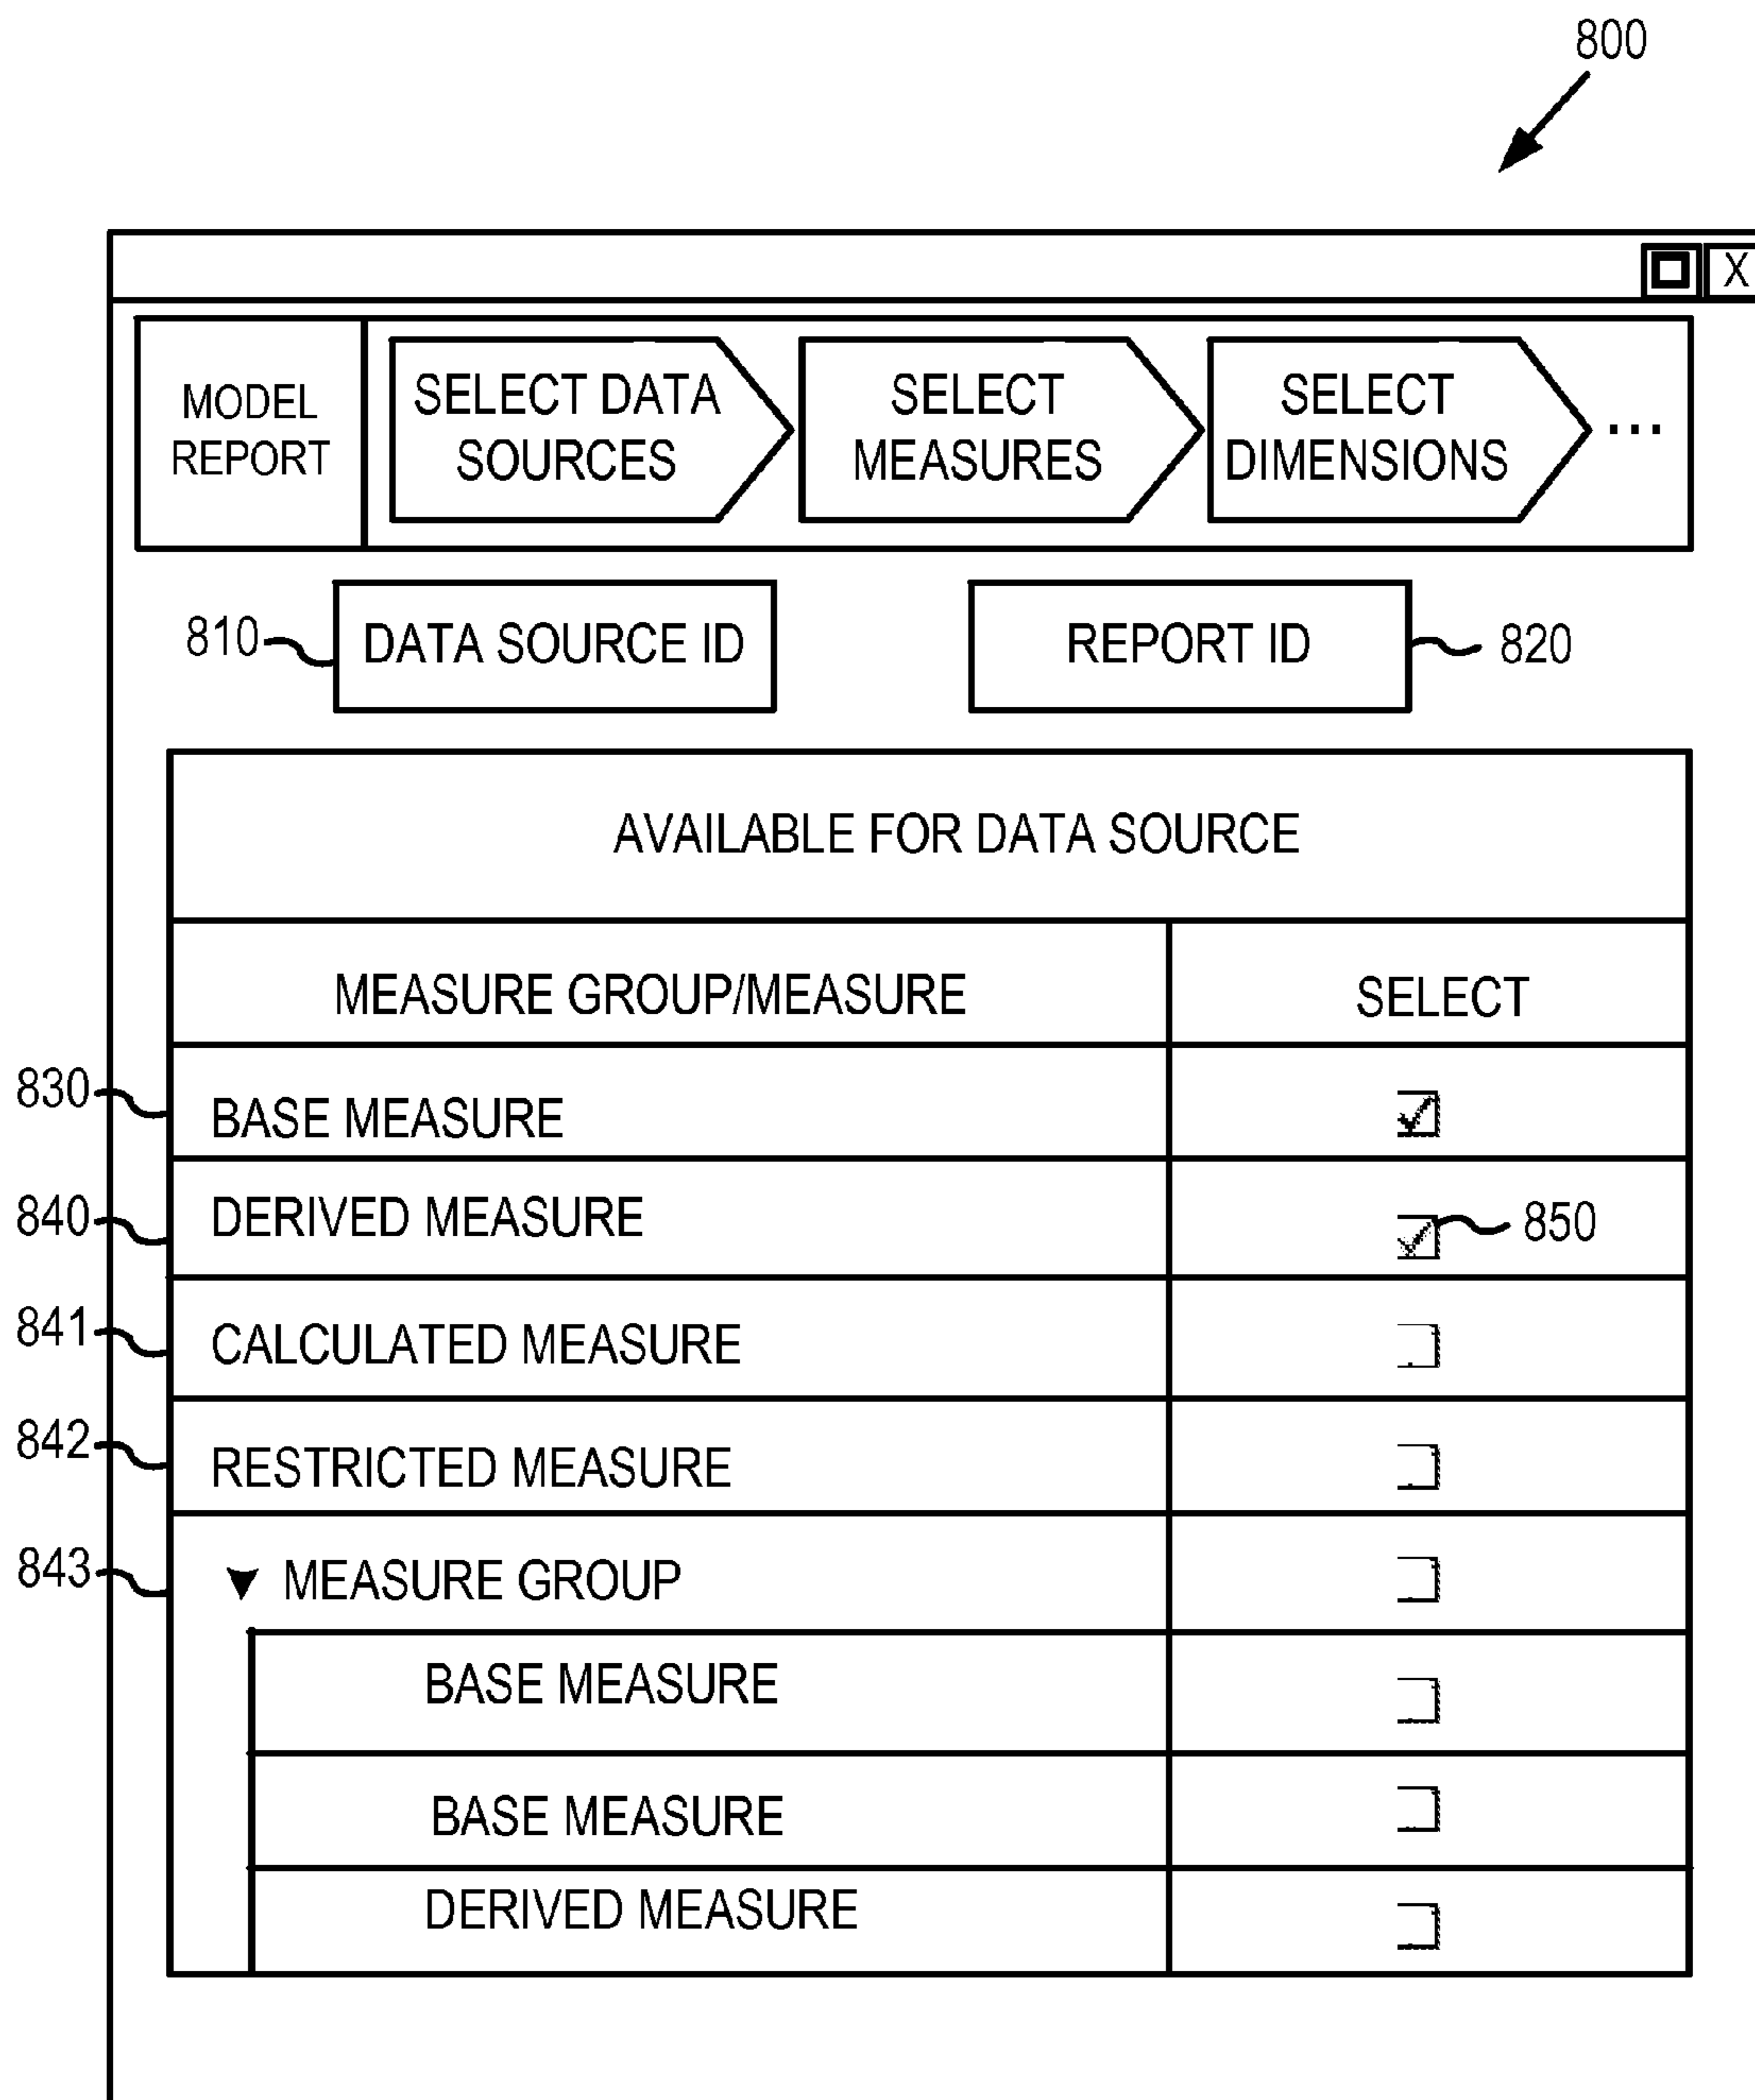 800
X
MODEL
REPORT
SELECT DATA
SOURCES
SELECT
MEASURES
SELECT
DIMENSIONS
...
810
DATA SOURCE ID
REPORT ID
820
AVAILABLE FOR DATA SOURCE
MEASURE GROUP/MEASURE
SELECT
830
BASE MEASURE
840
DERIVED MEASURE
850
841
CALCULATED MEASURE
842
RESTRICTED MEASURE
843
MEASURE GROUP
BASE MEASURE
BASE MEASURE
DERIVED MEASURE